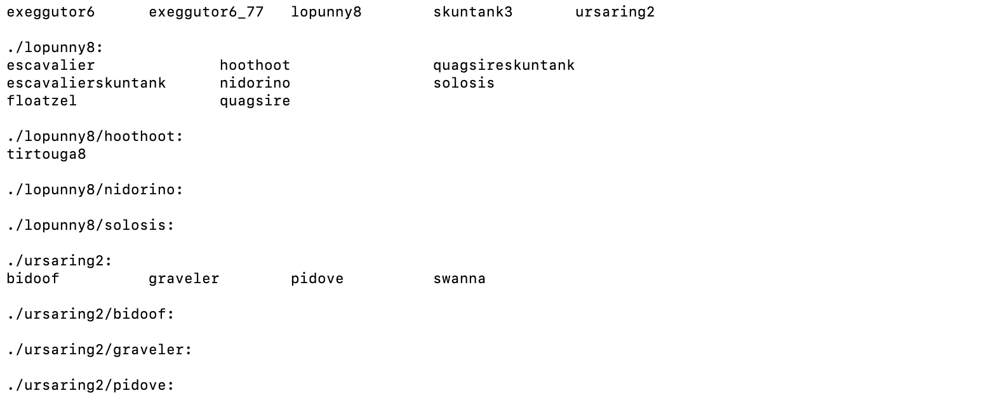 exeggutor6      exeggutor6_77   lopunny8        skuntank3       ursaring2

./lopunny8:
escavalier              hoothoot                quagsireskuntank
escavalierskuntank      nidorino                solosis
floatzel                quagsire

./lopunny8/hoothoot:
tirtouga8

./lopunny8/nidorino:

./lopunny8/solosis:

./ursaring2:
bidoof          graveler        pidove          swanna

./ursaring2/bidoof:

./ursaring2/graveler:

./ursaring2/pidove: